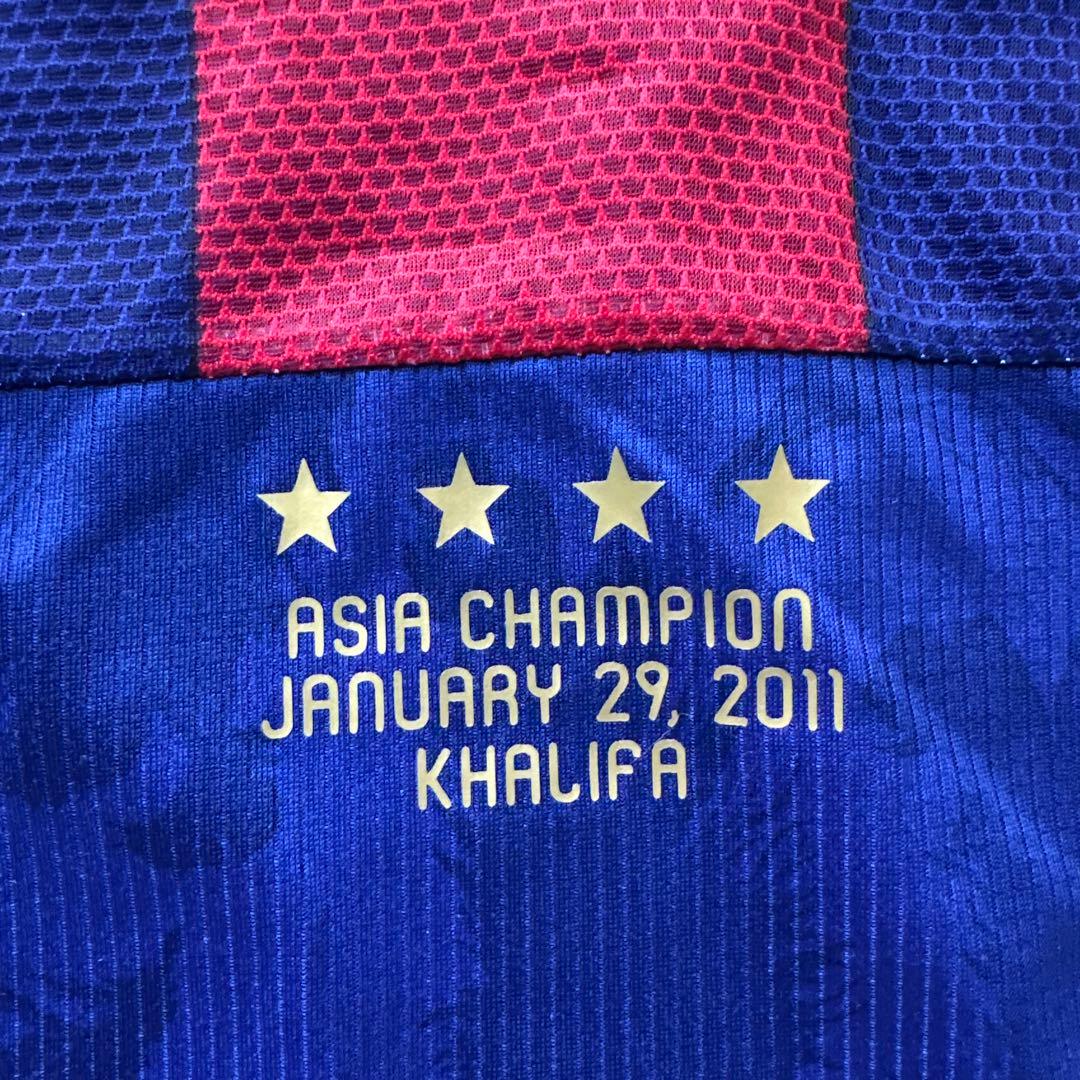 ASIA CHAMPION
JANUARY 29, 2011
KHALIFA